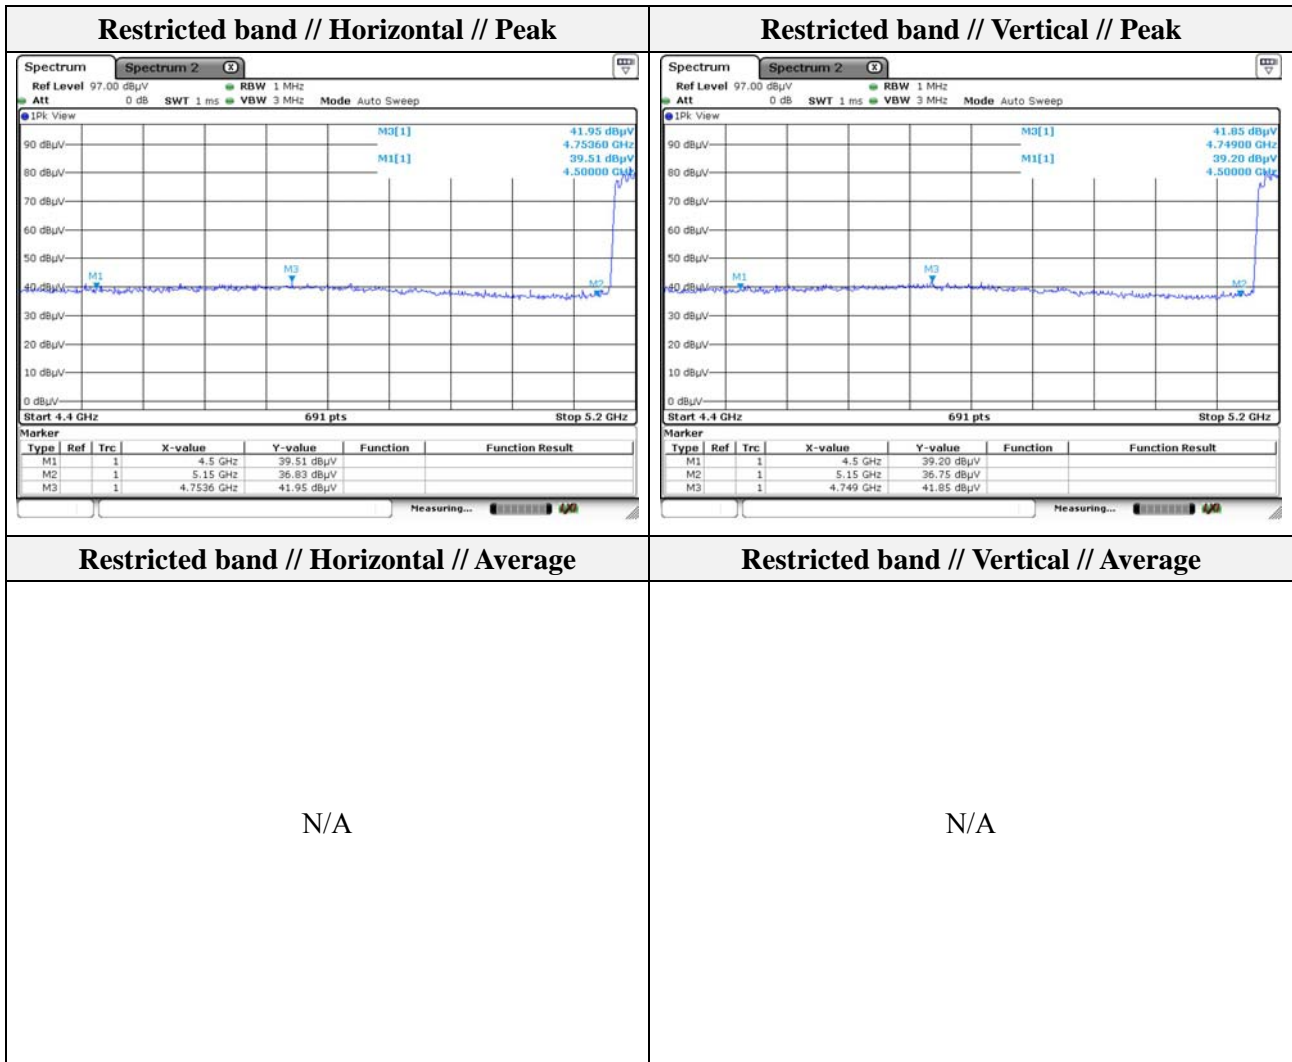 Restricted band // Horizontal // Peak
Restricted band // Vertical // Peak
Spectrum Spectrum 2
Ref Level 97.00 dBµV RBW 1 MHz
Att 0 dB SWT 1 ms VBW 3 MHz Mode Auto Sweep
1Pk View
M3[1] 41.95 dBµV
90 dBµV 4.75360 GHz
M1[1] 39.51 dBµV
80 dBµV 4.50000 GHz
70 dBµV
60 dBµV
50 dBµV
M1 M3
40 dBµV M2
30 dBµV
20 dBµV
10 dBµV
0 dBµV
Start 4.4 GHz 691 pts Stop 5.2 GHz
Marker
Type Ref Trc X-value Y-value Function Function Result
M1 1 4.5 GHz 39.51 dBµV
M2 1 5.15 GHz 36.83 dBµV
M3 1 4.7536 GHz 41.95 dBµV
Measuring...
Spectrum Spectrum 2
Ref Level 97.00 dBµV RBW 1 MHz
Att 0 dB SWT 1 ms VBW 3 MHz Mode Auto Sweep
1Pk View
M3[1] 41.85 dBµV
90 dBµV 4.74900 GHz
M1[1] 39.20 dBµV
80 dBµV 4.50000 GHz
70 dBµV
60 dBµV
50 dBµV
M1 M3
40 dBµV M2
30 dBµV
20 dBµV
10 dBµV
0 dBµV
Start 4.4 GHz 691 pts Stop 5.2 GHz
Marker
Type Ref Trc X-value Y-value Function Function Result
M1 1 4.5 GHz 39.20 dBµV
M2 1 5.15 GHz 36.75 dBµV
M3 1 4.749 GHz 41.85 dBµV
Measuring...
Restricted band // Horizontal // Average
Restricted band // Vertical // Average
N/A
N/A